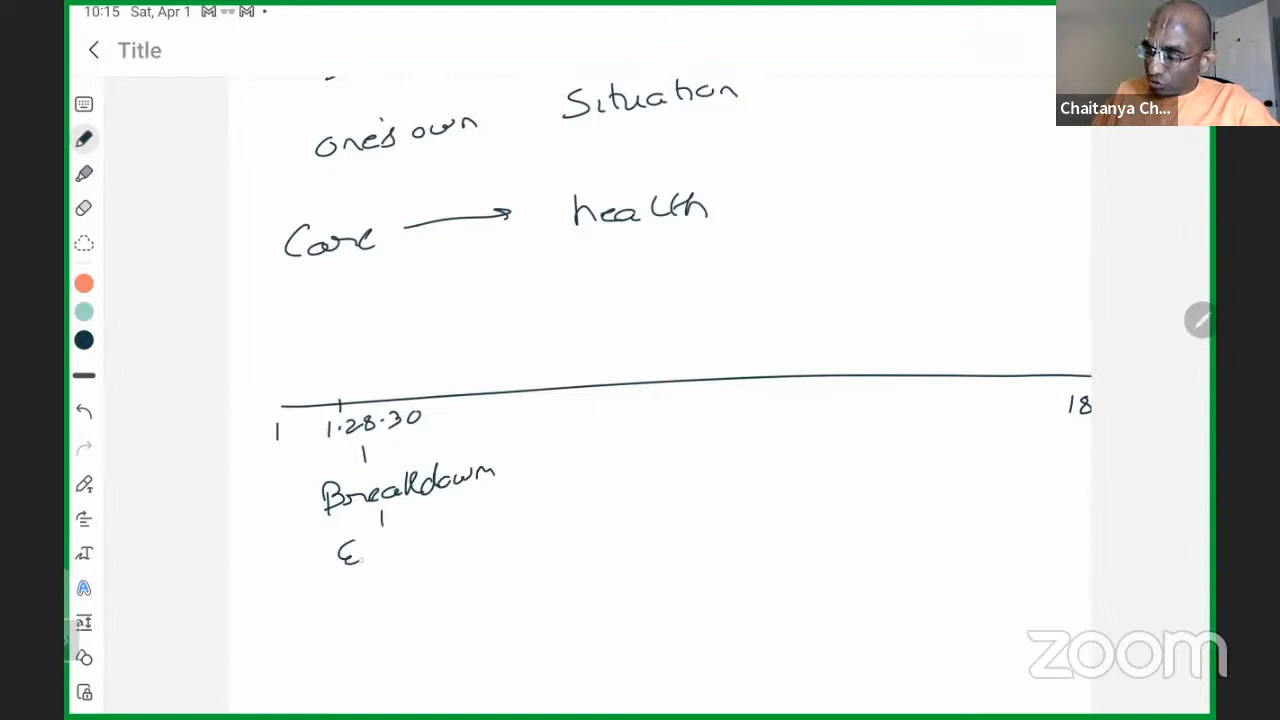 10:15 Sat, Apr 1
Title
one's own Situation
Care → health
1 1.28.30 18
Breakdown
E
Chaitanya Ch...
zoom